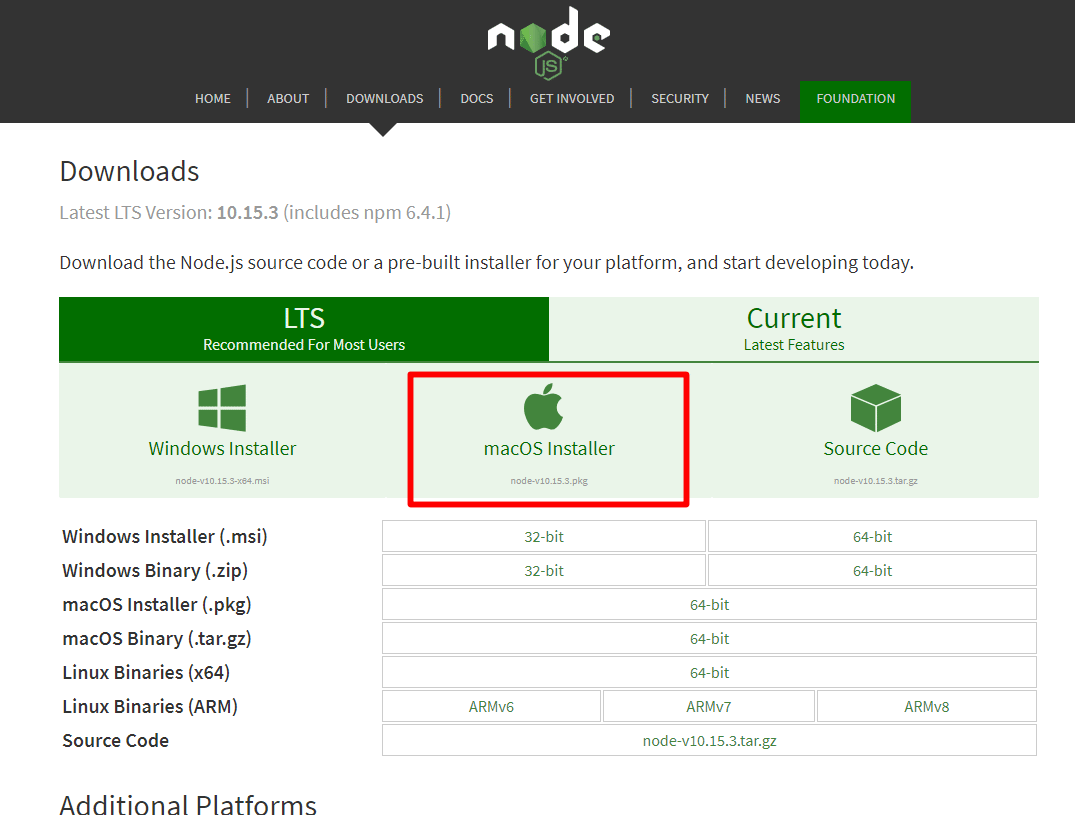 node
JS
HOME ABOUT DOWNLOADS DOCS GET INVOLVED SECURITY NEWS FOUNDATION
Downloads
Latest LTS Version: 10.15.3 (includes npm 6.4.1)
Download the Node.js source code or a pre-built installer for your platform, and start developing today.
LTS
Recommended For Most Users
Current
Latest Features
Windows Installer
node-v10.15.3-x64.msi
macOS Installer
node-v10.15.3.pkg
Source Code
node-v10.15.3.tar.gz
Windows Installer (.msi) 32-bit 64-bit
Windows Binary (.zip) 32-bit 64-bit
macOS Installer (.pkg) 64-bit
macOS Binary (.tar.gz) 64-bit
Linux Binaries (x64) 64-bit
Linux Binaries (ARM) ARMv6 ARMv7 ARMv8
Source Code node-v10.15.3.tar.gz
Additional Platforms